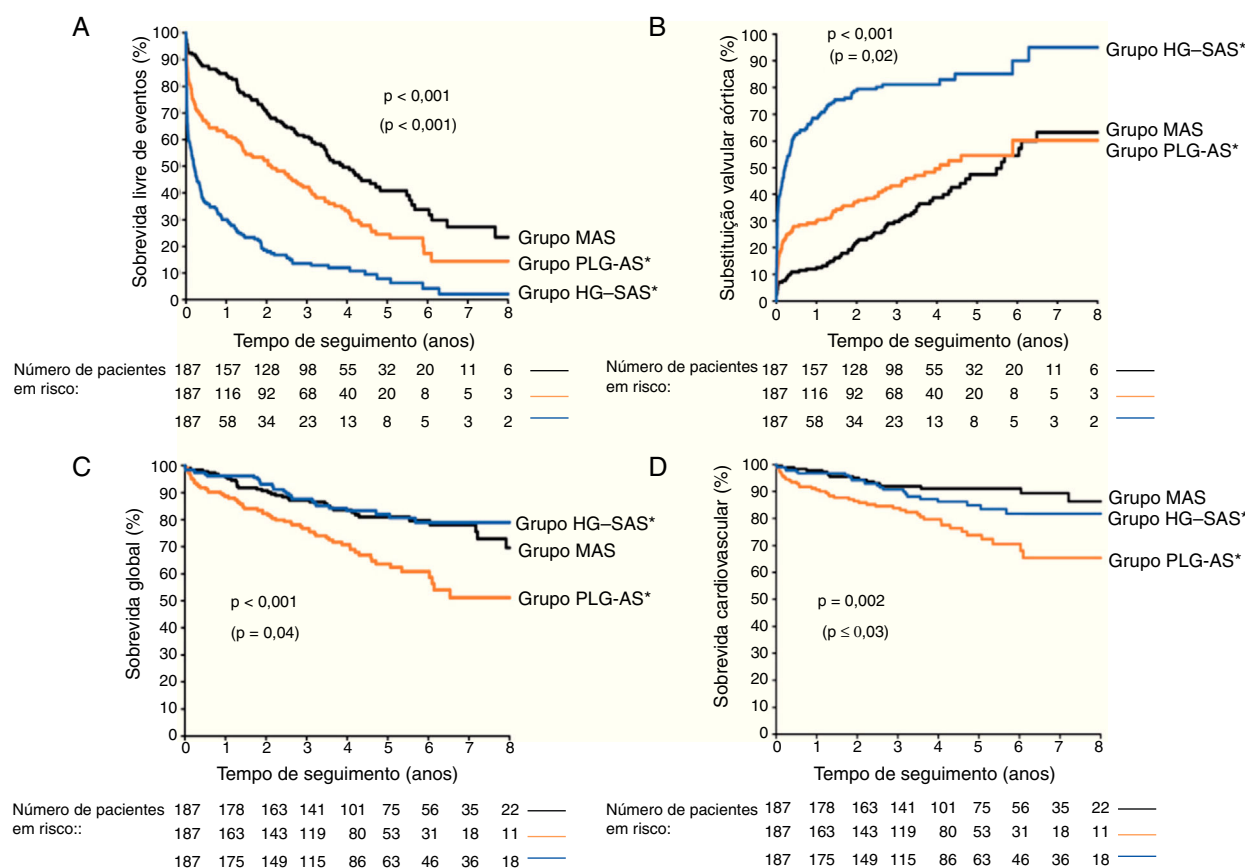 A
Sobrevida livre de eventos (%)
100
90
80
70
60
50
40
30
20
10
0
p < 0,001
(p < 0,001)
Grupo MAS
Grupo PLG-AS*
Grupo HG–SAS*
0 1 2 3 4 5 6 7 8
Tempo de seguimento (anos)
Número de pacientes em risco:
187 157 128 98 55 32 20 11 6
187 116 92 68 40 20 8 5 3
187 58 34 23 13 8 5 3 2
B
Substituição valvular aórtica (%)
100
90
80
70
60
50
40
30
20
10
0
p < 0,001
(p = 0,02)
Grupo HG–SAS*
Grupo MAS
Grupo PLG-AS*
0 1 2 3 4 5 6 7 8
Tempo de seguimento (anos)
Número de pacientes
em risco:
187 157 128 98 55 32 20 11 6
187 116 92 68 40 20 8 5 3
187 58 34 23 13 8 5 3 2
C
Sobrevida global (%)
100
90
80
70
60
50
60
70
80
90
0
p < 0,001
(p = 0,04)
Grupo HG–SAS*
Grupo MAS
Grupo PLG-AS*
0 1 2 3 4 5 6 7 8
Tempo de seguimento (anos)
Número de pacientes
em risco::
187 178 163 141 101 75 56 35 22
187 163 143 119 80 53 31 18 11
187 175 149 115 86 63 46 36 18
D
Sobrevida cardiovascular (%)
100
90
80
70
60
50
60
70
80
90
0
p = 0,002
(p ≤ 0,03)
Grupo MAS
Grupo HG–SAS*
Grupo PLG-AS*
0 1 2 3 4 5 6 7 8
Tempo de seguimento (anos)
Número de pacientes
em risco:
187 178 163 141 101 75 56 35 22
187 163 143 119 80 53 31 18 11
187 175 149 115 86 63 46 36 18